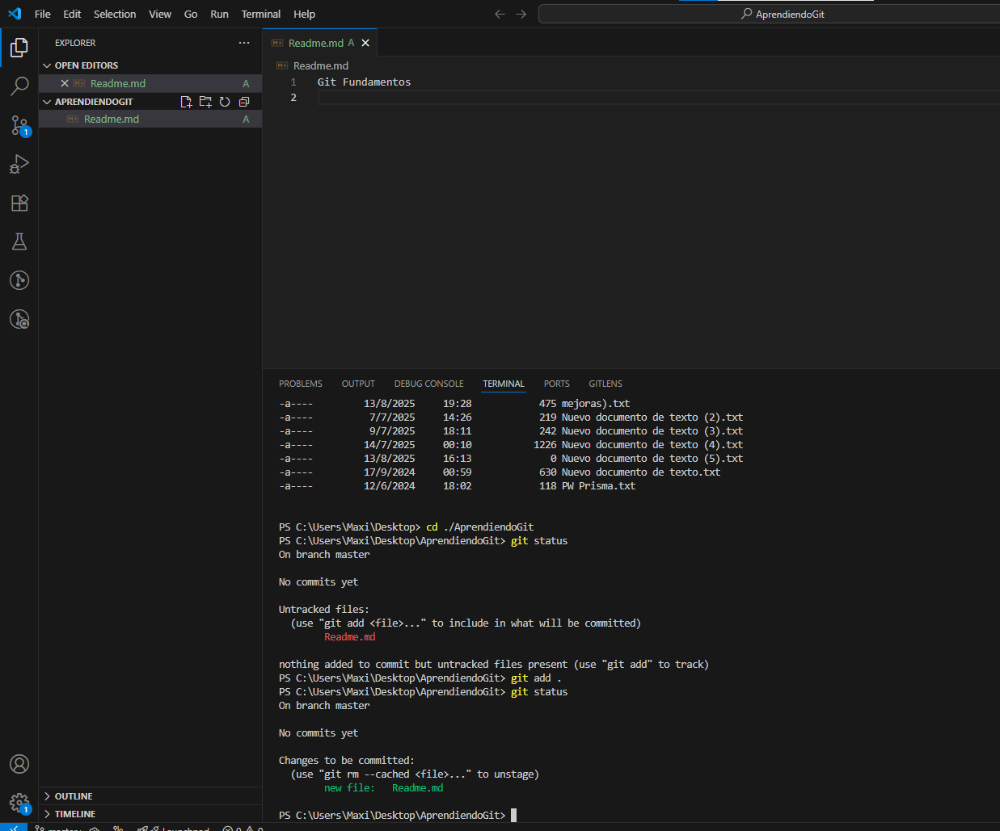 File Edit Selection View Go Run Terminal Help
AprendiendoGit
EXPLORER
OPEN EDITORS
Readme.md A
APRENDIENDOGIT
Readme.md A
1
1
Readme.md A
Readme.md
1 Git Fundamentos
2
PROBLEMS OUTPUT DEBUG CONSOLE TERMINAL PORTS GITLENS
-a---- 13/8/2025 19:28 475 mejoras).txt
-a---- 7/7/2025 14:26 219 Nuevo documento de texto (2).txt
-a---- 9/7/2025 18:11 242 Nuevo documento de texto (3).txt
-a---- 14/7/2025 00:10 1226 Nuevo documento de texto (4).txt
-a---- 13/8/2025 16:13 0 Nuevo documento de texto (5).txt
-a---- 17/9/2024 00:59 630 Nuevo documento de texto.txt
-a---- 12/6/2024 18:02 118 PW Prisma.txt
PS C:\Users\Maxi\Desktop> cd ./AprendiendoGit
PS C:\Users\Maxi\Desktop\AprendiendoGit> git status
On branch master
No commits yet
Untracked files:
(use "git add <file>..." to include in what will be committed)
Readme.md
nothing added to commit but untracked files present (use "git add" to track)
PS C:\Users\Maxi\Desktop\AprendiendoGit> git add .
PS C:\Users\Maxi\Desktop\AprendiendoGit> git status
On branch master
No commits yet
Changes to be committed:
(use "git rm --cached <file>..." to unstage)
new file: Readme.md
PS C:\Users\Maxi\Desktop\AprendiendoGit>
OUTLINE
TIMELINE
master* Launchpad 0 0